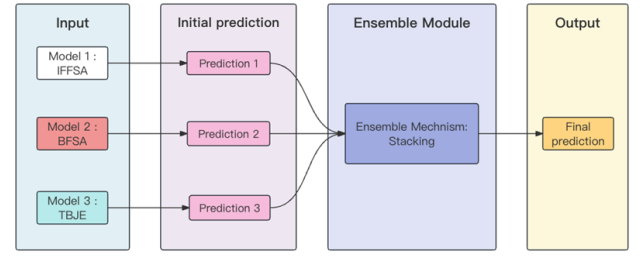 Input
Initial prediction
Ensemble Module
Output
Model 1 :
IFFSA
Prediction 1
Model 2 :
BFSA
Prediction 2
Ensemble Mechnism:
Stacking
Final
prediction
Model 3 :
TBJE
Prediction 3